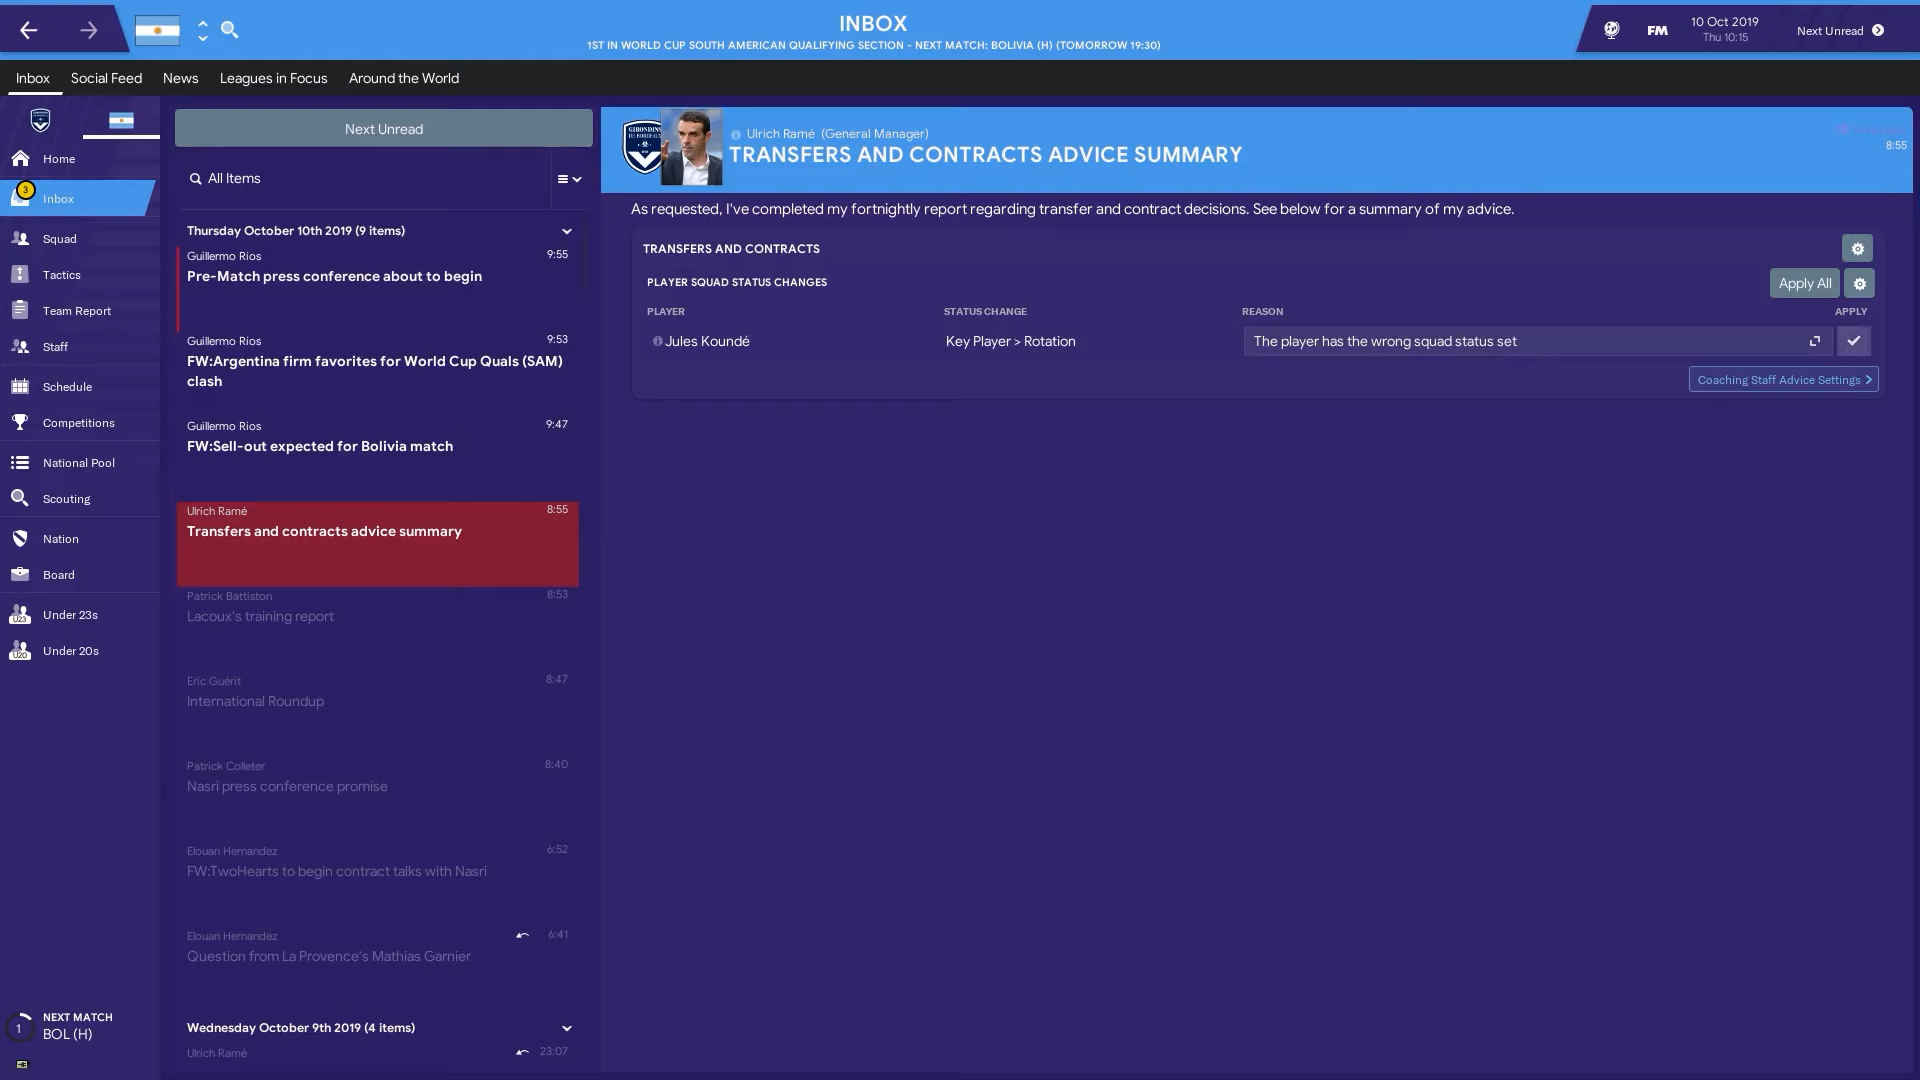 INBOX
1ST IN WORLD CUP SOUTH AMERICAN QUALIFYING SECTION - NEXT MATCH: BOLIVIA (H) (TOMORROW 19:30)
FM
10 Oct 2019
Thu 10:15
Next Unread
Inbox
Social Feed
News
Leagues in Focus
Around the World
Home
3
Inbox
Squad
Tactics
Team Report
Staff
Schedule
Competitions
National Pool
Scouting
Nation
Board
U23
Under 23s
U20
Under 20s
1
NEXT MATCH
BOL (H)
Next Unread
All Items
Thursday October 10th 2019 (9 items)
Guillermo Rios 9:55
Pre-Match press conference about to begin
Guillermo Rios 9:53
FW:Argentina firm favorites for World Cup Quals (SAM)
clash
Guillermo Rios 9:47
FW:Sell-out expected for Bolivia match
Ulrich Ramé 8:55
Transfers and contracts advice summary
Patrick Battiston 8:53
Lacoux's training report
Eric Guérit 8:47
International Roundup
Patrick Colleter 8:40
Nasri press conference promise
Elouan Hernandez 6:52
FW:TwoHearts to begin contract talks with Nasri
Elouan Hernandez 6:41
Question from La Provence's Mathias Garnier
Wednesday October 9th 2019 (4 items)
Ulrich Ramé 23:07
GIRONDINS
DE BORDEAUX
Ulrich Ramé (General Manager)
TRANSFERS AND CONTRACTS ADVICE SUMMARY
8:55
As requested, I've completed my fortnightly report regarding transfer and contract decisions. See below for a summary of my advice.
TRANSFERS AND CONTRACTS
PLAYER SQUAD STATUS CHANGES
Apply All
PLAYER STATUS CHANGE REASON APPLY
Jules Koundé Key Player > Rotation The player has the wrong squad status set
Coaching Staff Advice Settings